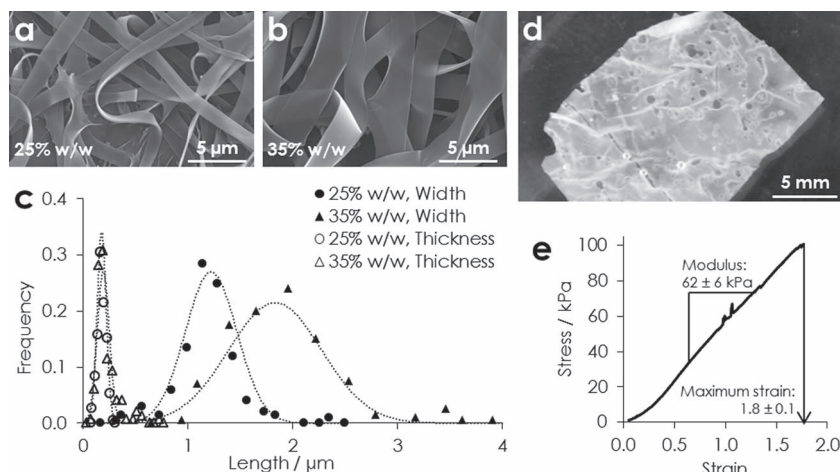 a
25% w/w
5 µm
b
35% w/w
5 µm
d
5 mm
c
0.4
0.3
0.2
0.1
0.0
Frequency
25% w/w, Width
35% w/w, Width
25% w/w, Thickness
35% w/w, Thickness
0
1
2
3
4
Length / µm
e
100
80
60
40
20
0
Stress / kPa
Modulus:
62 ± 6 kPa
Maximum strain:
1.8 ± 0.1
0.0
0.5
1.0
1.5
2.0
Strain